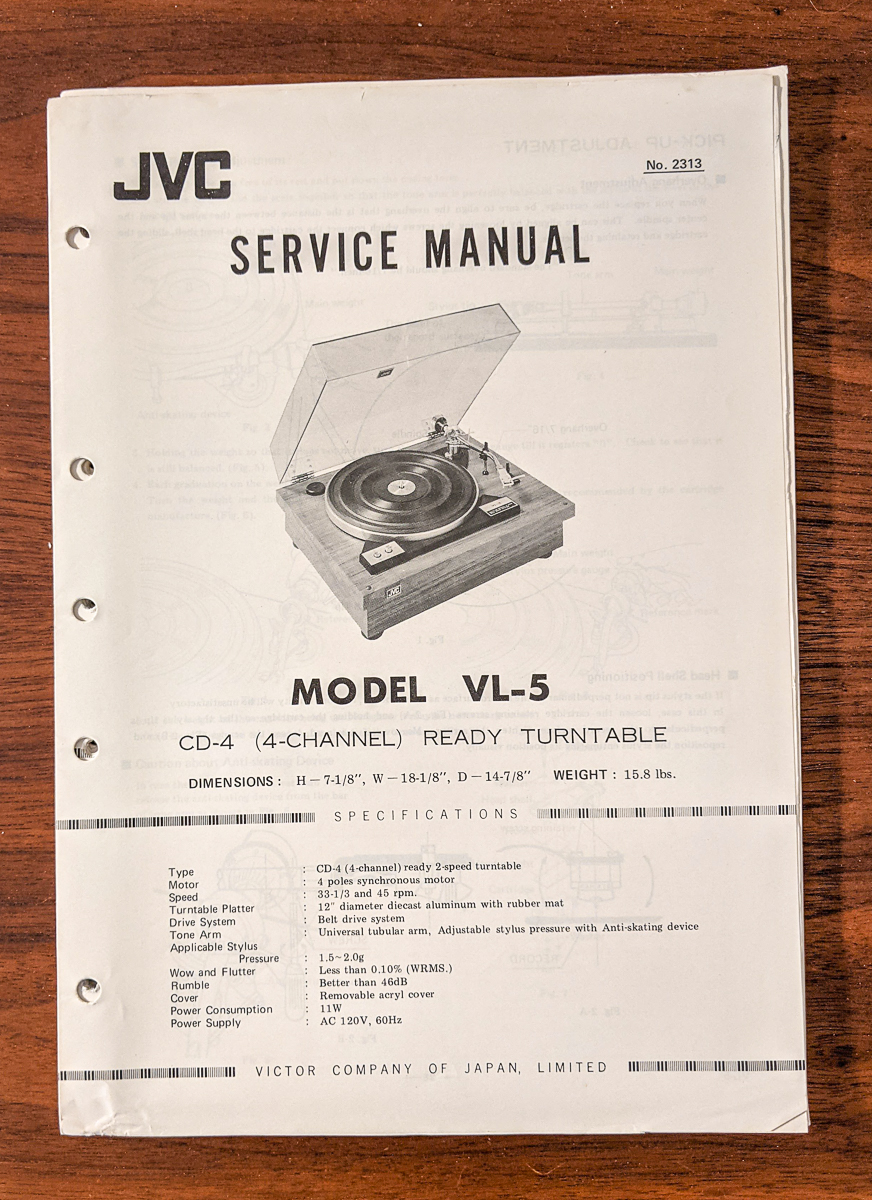 JVC
No. 2313
SERVICE MANUAL
MODEL VL-5
CD-4 (4-CHANNEL) READY TURNTABLE
DIMENSIONS : H – 7-1/8", W – 18-1/8", D – 14-7/8" WEIGHT : 15.8 lbs.
SPECIFICATIONS
Type : CD-4 (4-channel) ready 2-speed turntable
Motor : 4 poles synchronous motor
Speed : 33-1/3 and 45 rpm.
Turntable Platter : 12" diameter diecast aluminum with rubber mat
Drive System : Belt drive system
Tone Arm : Universal tubular arm, Adjustable stylus pressure with Anti-skating device
Applicable Stylus
Pressure : 1.5~2.0g
Wow and Flutter : Less than 0.10% (WRMS.)
Rumble : Better than 46dB
Cover : Removable acryl cover
Power Consumption : 11W
Power Supply : AC 120V, 60Hz
VICTOR COMPANY OF JAPAN, LIMITED